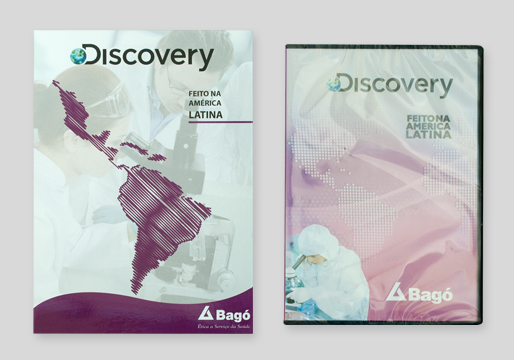 Discovery
FEITO NA
AMÉRICA
LATINA
Bagó
Ética a Serviço da Saúde
Discovery
FEITO NA
AMÉRICA
LATINA
Bagó